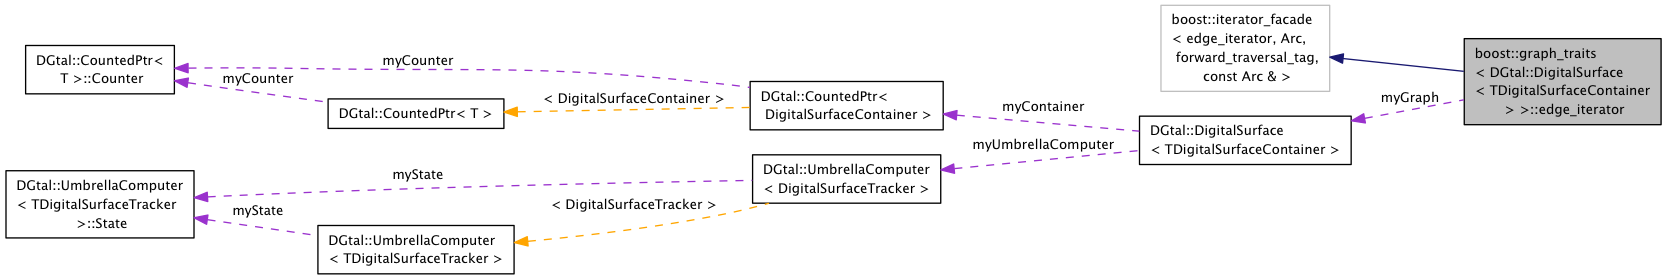 DGtal::CountedPtr<
T >::Counter
myCounter
myCounter
DGtal::CountedPtr< T >
< DigitalSurfaceContainer >
DGtal::CountedPtr<
DigitalSurfaceContainer >
myContainer
myUmbrellaComputer
DGtal::DigitalSurface
< TDigitalSurfaceContainer >
boost::iterator_facade
< edge_iterator, Arc,
forward_traversal_tag,
const Arc & >
myGraph
boost::graph_traits
< DGtal::DigitalSurface
< TDigitalSurfaceContainer
> >::edge_iterator
DGtal::UmbrellaComputer
< TDigitalSurfaceTracker
>::State
myState
myState
DGtal::UmbrellaComputer
< TDigitalSurfaceTracker >
< DigitalSurfaceTracker >
DGtal::UmbrellaComputer
< DigitalSurfaceTracker >